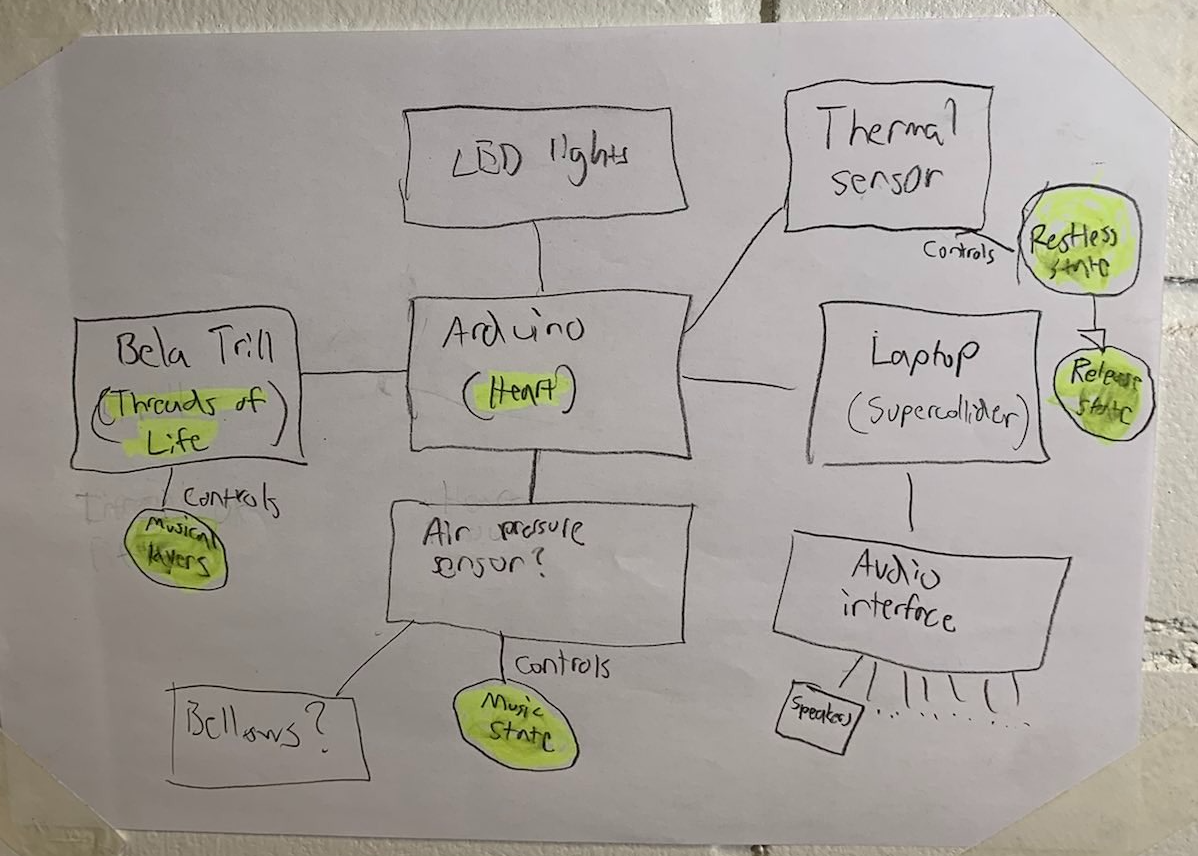 LED lights
Thermal
sensor
Controls
Restless
state
Bela Trill
(Threads of
Life)
Arduino
(Heart)
Laptop
(Supercollider)
Release
state
Controls
Musical
layers
Air pressure
sensor?
Audio
interface
Controls
Bellows?
Music
State
Speakers